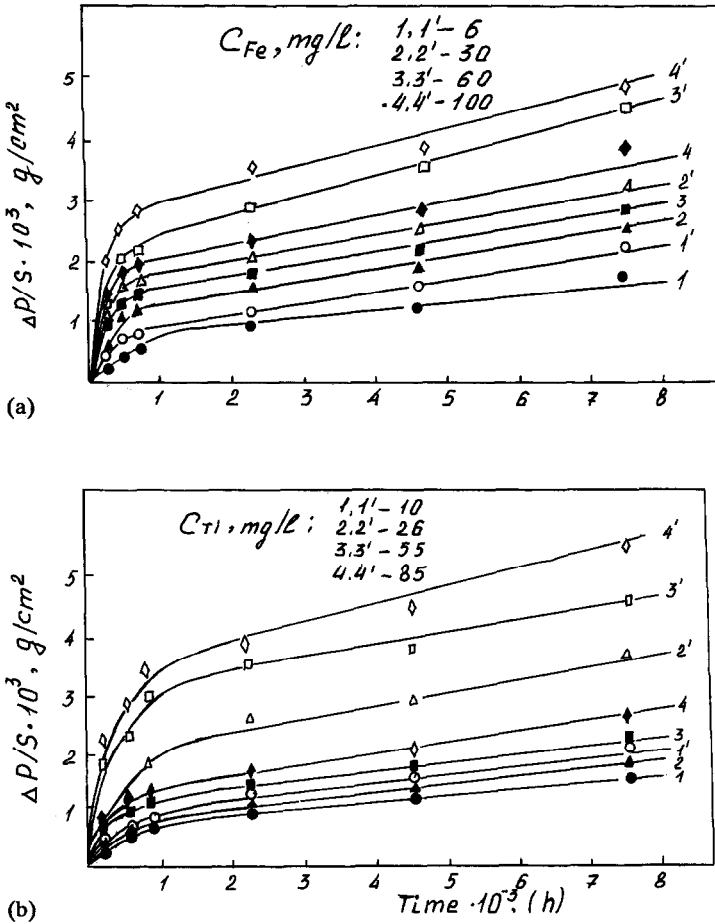 C_Fe, mg/l: 1,1' - 6
2.2' - 30
3.3' - 60
.4.4' - 100
5
4
3
2
1
ΔP/S·10³, g/cm²
4'
3'
4
2'
3
2
1'
1
1 2 3 4 5 6 7 8
(a)
C_Ti, mg/l: 1,1' - 10
2.2' - 26
3.3' - 55
4.4' - 85
5
4
3
2
1
ΔP/S·10³, g/cm²
4'
3'
2'
4
3
1'
2
1
1 2 3 4 5 6 7 8
Time·10⁻³, (h)
(b)